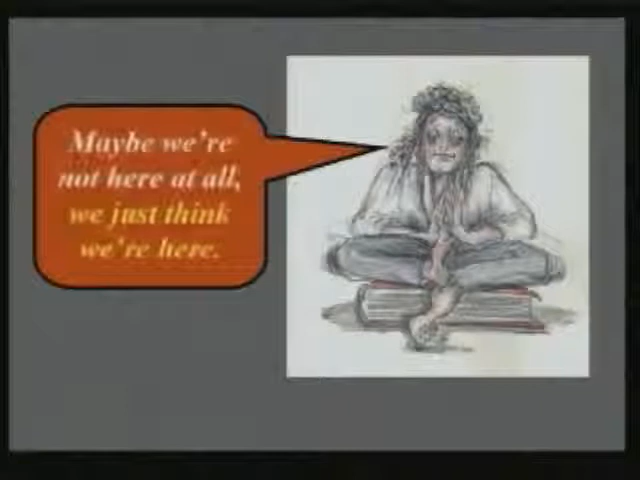 Maybe we're
not here at all,
we just think
we're here.